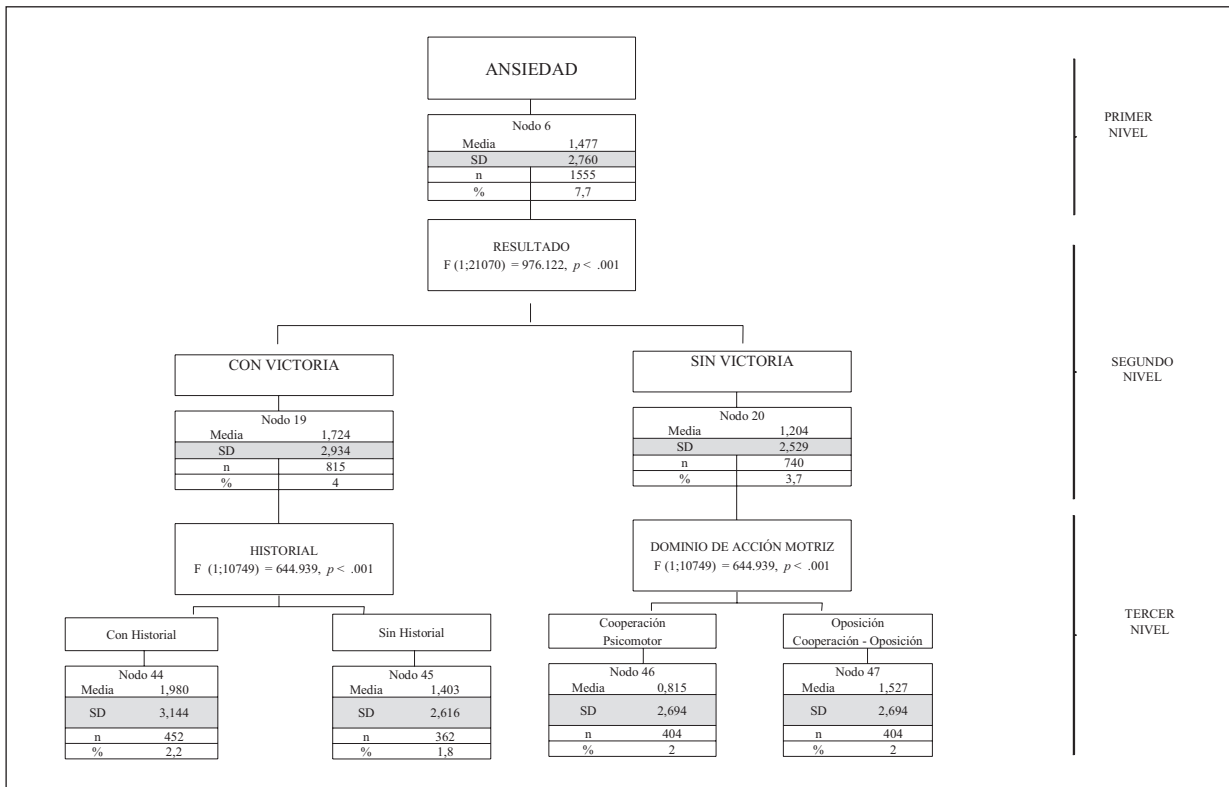 ANSIEDAD
Nodo 6
Media 1,477
SD 2,760
n 1555
% 7,7
PRIMER
NIVEL
RESULTADO
F (1;21070) = 976.122, p < .001
CON VICTORIA
Nodo 19
Media 1,724
SD 2,934
n 815
% 4
SIN VICTORIA
Nodo 20
Media 1,204
SD 2,529
n 740
% 3,7
SEGUNDO
NIVEL
HISTORIAL
F (1;10749) = 644.939, p < .001
DOMINIO DE ACCIÓN MOTRIZ
F (1;10749) = 644.939, p < .001
Con Historial
Nodo 44
Media 1,980
SD 3,144
n 452
% 2,2
Sin Historial
Nodo 45
Media 1,403
SD 2,616
n 362
% 1,8
Cooperación
Psicomotor
Nodo 46
Media 0,815
SD 2,694
n 404
% 2
Oposición
Cooperación - Oposición
Nodo 47
Media 1,527
SD 2,694
n 404
% 2
TERCER
NIVEL